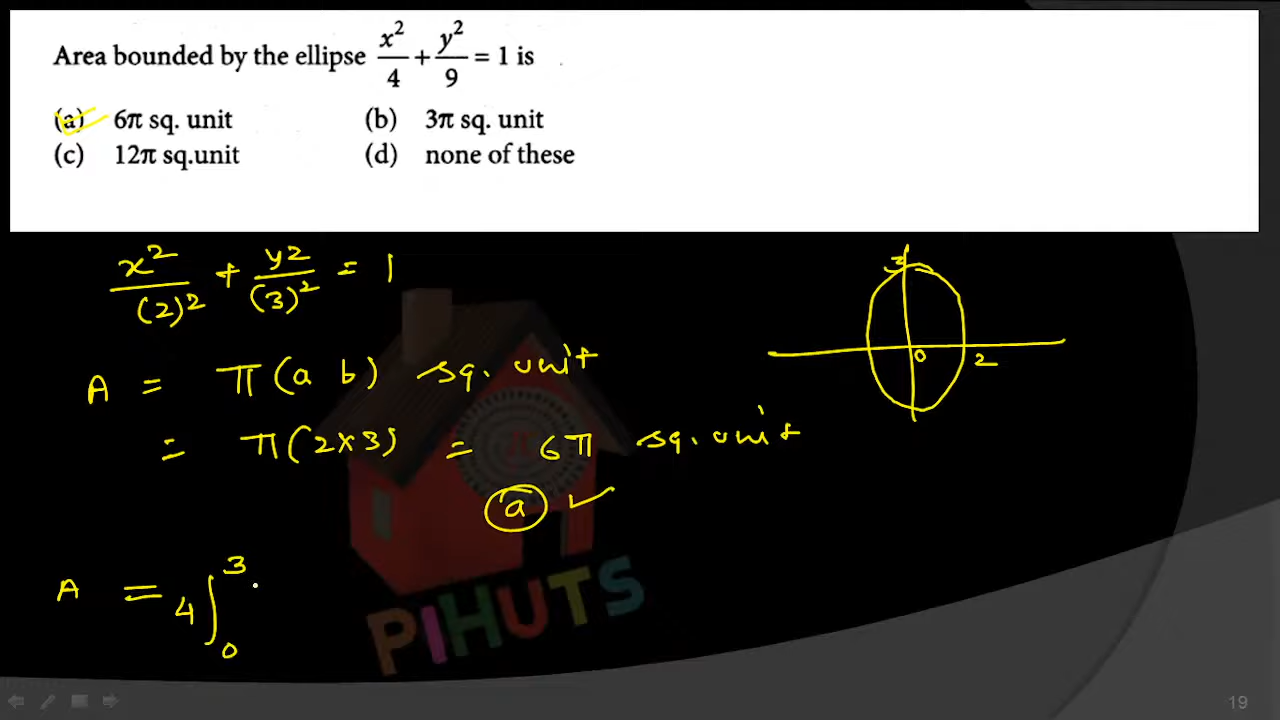 Area bounded by the ellipse x²/4 + y²/9 = 1 is
(a) 6π sq. unit (b) 3π sq. unit
(c) 12π sq.unit (d) none of these
x²/(2)² + y2/(3)² = 1
3
0 2
A = π(a b) sq. unit
= π(2×3) = 6π sq. unit
a ✓
A = 4∫₀³
PIHUTS
19